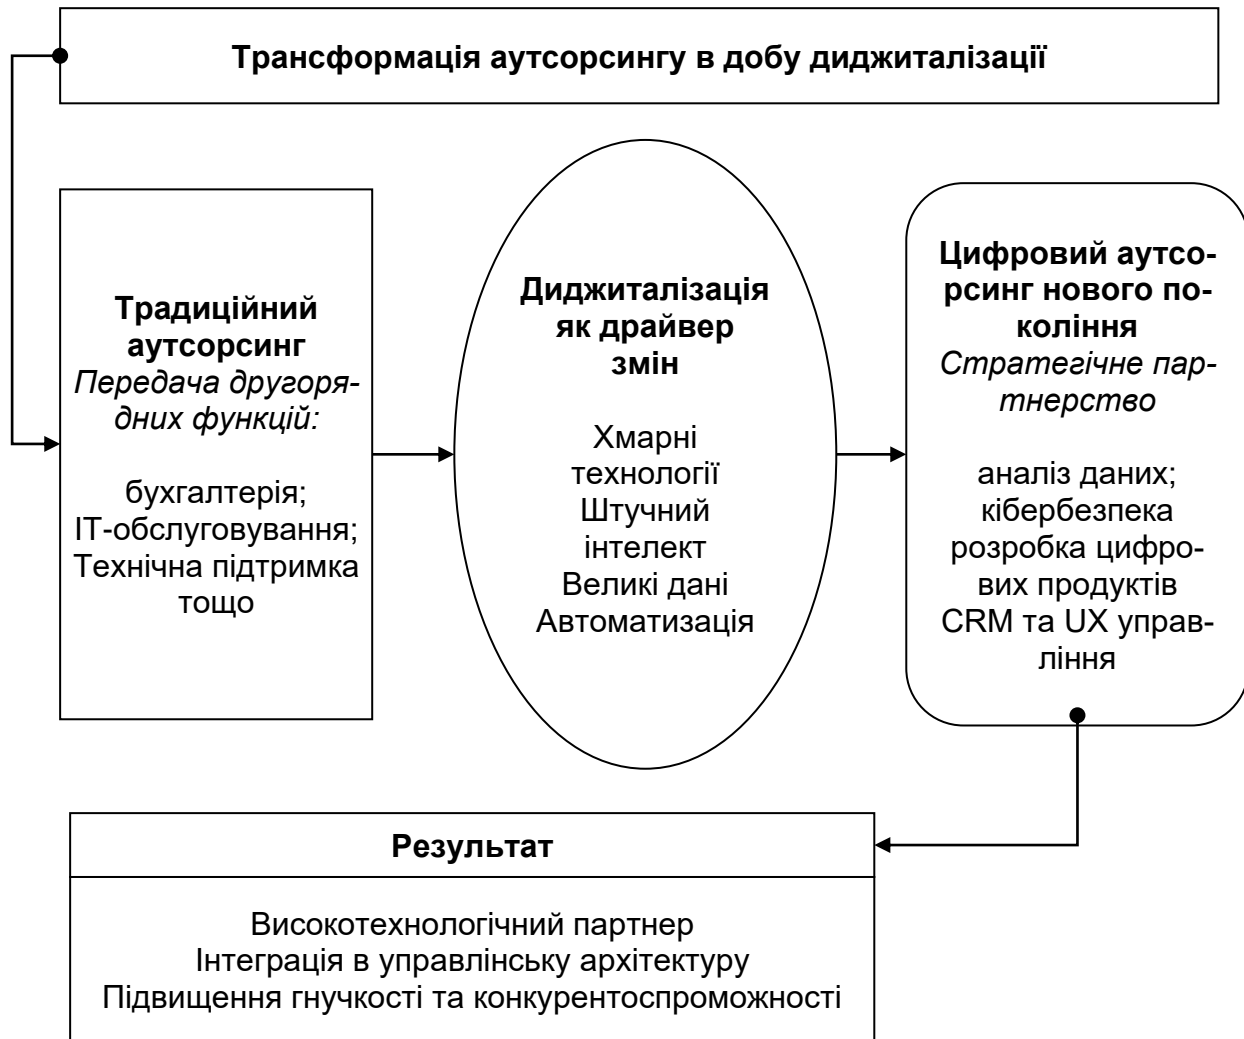 Трансформація аутсорсингу в добу диджиталізації
Традиційний
аутсорсинг
Передача другоря-
дних функцій:
бухгалтерія;
ІТ-обслуговування;
Технічна підтримка
тощо
Диджиталізація
як драйвер
змін
Хмарні
технології
Штучний
інтелект
Великі дані
Автоматизація
Цифровий аутсо-
рсинг нового по-
коління
Стратегічне пар-
тнерство
аналіз даних;
кібербезпека
розробка цифро-
вих продуктів
CRM та UX управ-
ління
Результат
Високотехнологічний партнер
Інтеграція в управлінську архітектуру
Підвищення гнучкості та конкурентоспроможності